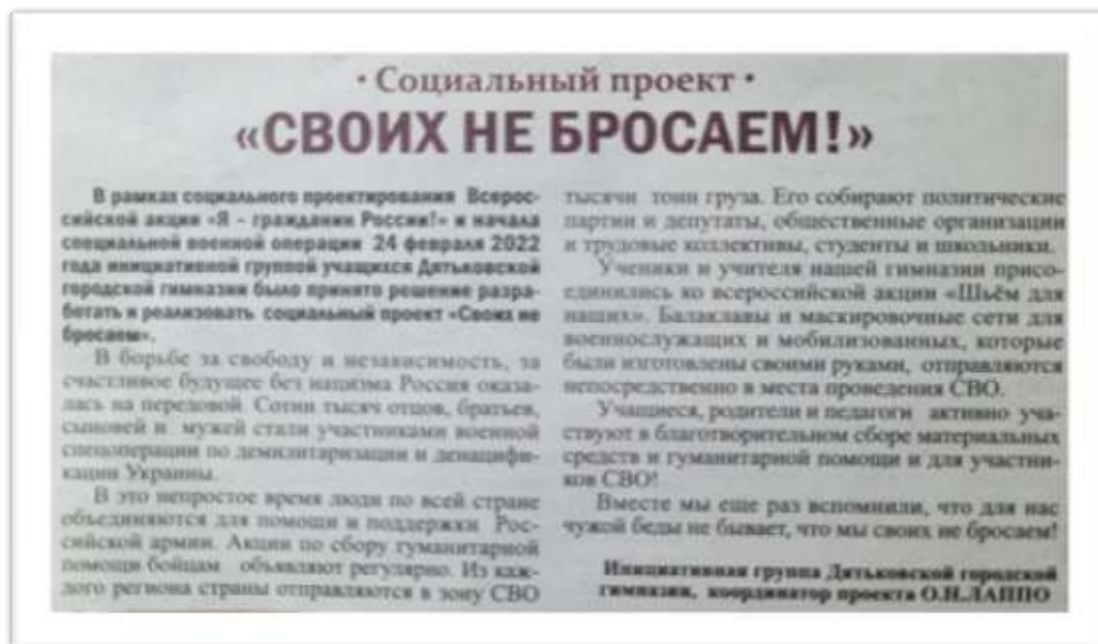 • Социальный проект •
«СВОИХ НЕ БРОСАЕМ!»
В рамках социального проектирования Всерос-
сийской акции «Я – гражданин России!» и начала
специальной военной операции 24 февраля 2022
года инициативной группой учащихся Дятьковской
городской гимназии было принято решение разра-
ботать и реализовать социальный проект «Своих не
бросаем».
В борьбе за свободу и независимость, за
счастливое будущее без нацизма Россия оказа-
лась на передовой. Сотни тысяч отцов, братьев,
сыновей и мужей стали участниками военной
спецоперации по демилитаризации и денацифи-
кации Украины.
В это непростое время люди по всей стране
объединяются для помощи и поддержки Рос-
сийской армии. Акции по сбору гуманитарной
помощи бойцам объявляют регулярно. Из каж-
дого региона страны отправляются в зону СВО
тысячи тонн груза. Его собирают политические
партии и депутаты, общественные организации
и трудовые коллективы, студенты и школьники.
Ученики и учителя нашей гимназии присо-
единились ко всероссийской акции «Шьём для
наших». Балаклавы и маскировочные сети для
военнослужащих и мобилизованных, которые
были изготовлены своими руками, отправляются
непосредственно в места проведения СВО.
Учащиеся, родители и педагоги активно уча-
ствуют в благотворительном сборе материальных
средств и гуманитарной помощи и для участни-
ков СВО!
Вместе мы еще раз вспомнили, что для нас
чужой беды не бывает, что мы своих не бросаем!
Инициативная группа Дятьковской городской
гимназии, координатор проекта О.Н.ЛАППО